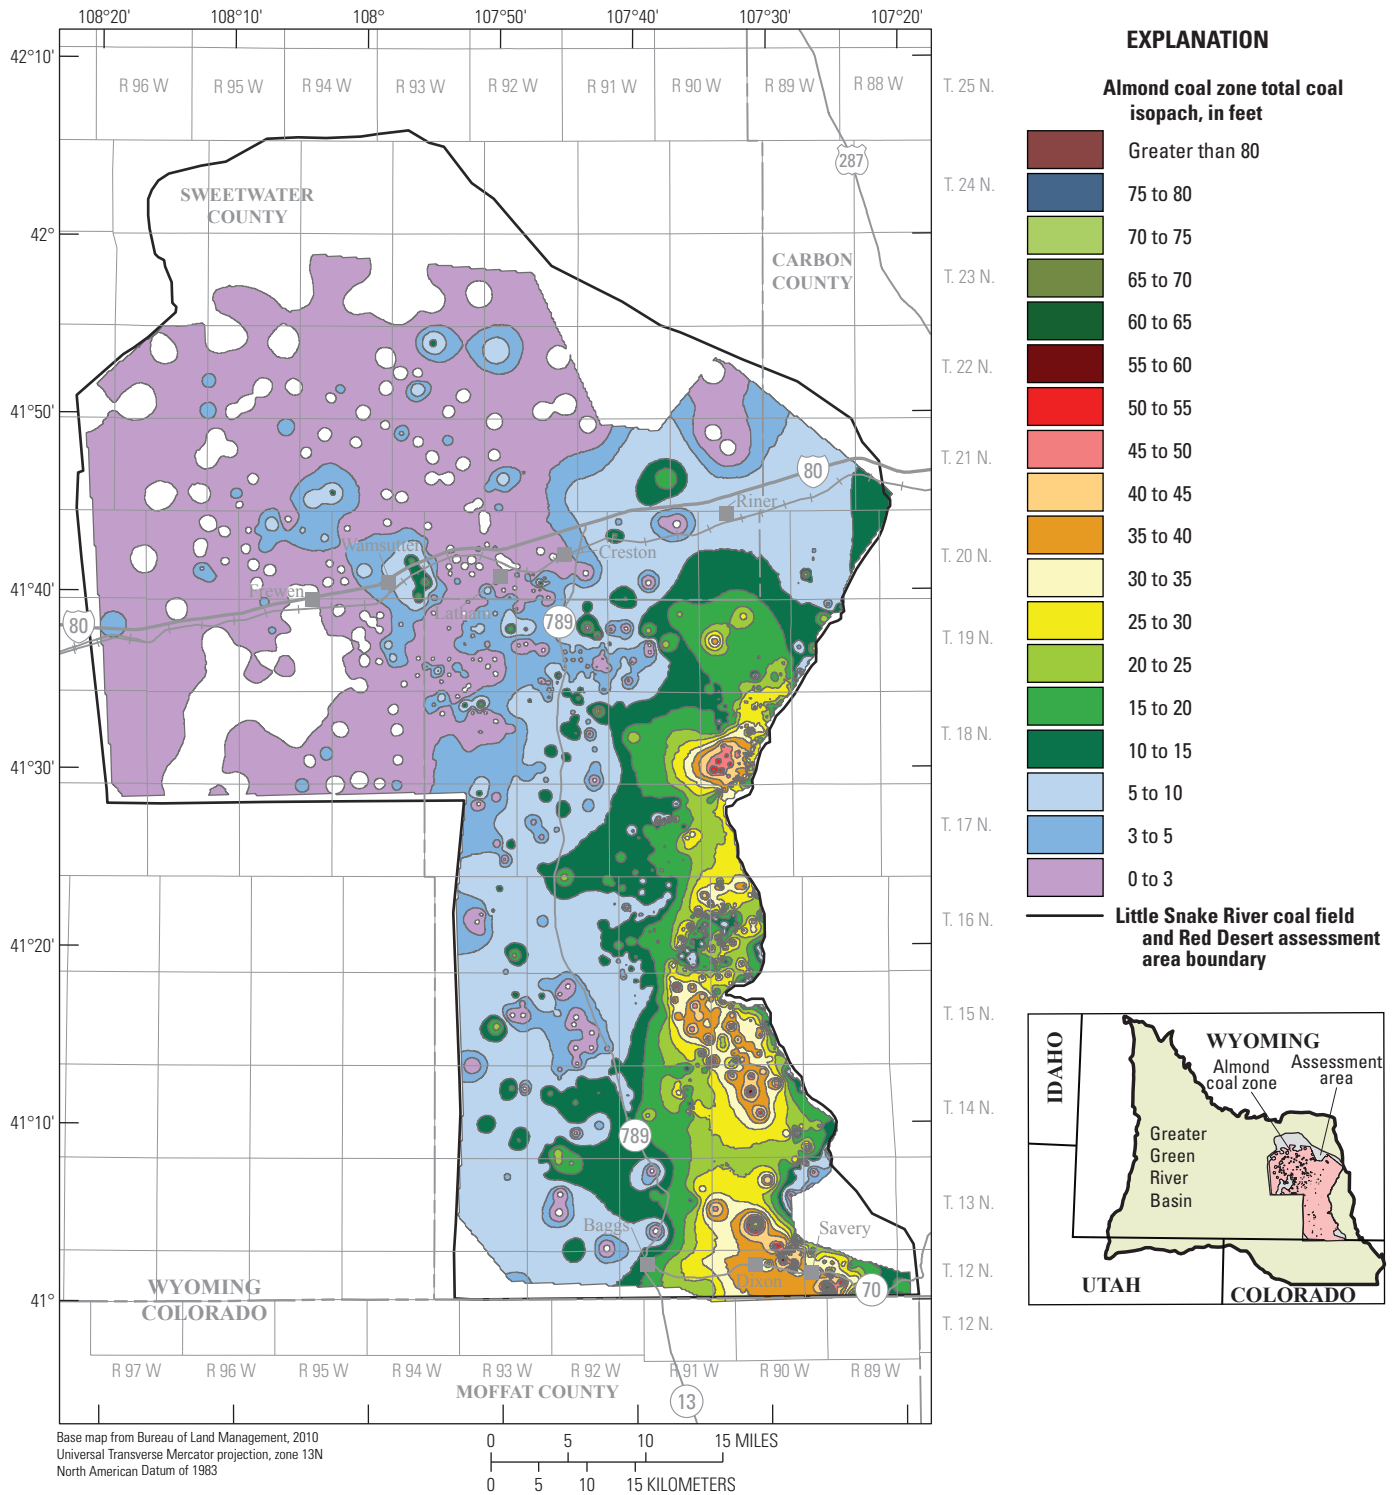 108°20' 108°10' 108° 107°50' 107°40' 107°30' 107°20'
42°10'
42°
41°50'
41°40'
41°30'
41°20'
41°10'
41°
R 96 W R 95 W R 94 W R 93 W R 92 W R 91 W R 90 W R 89 W R 88 W
T. 25 N.
T. 24 N.
T. 23 N.
T. 22 N.
T. 21 N.
T. 20 N.
T. 19 N.
T. 18 N.
T. 17 N.
T. 16 N.
T. 15 N.
T. 14 N.
T. 13 N.
T. 12 N.
T. 12 N.
287
SWEETWATER
COUNTY
CARBON
COUNTY
80
Riner
Creston
Wamsutter
Frewen
Latham
80
789
789
Baggs
Savery
Dixon
70
WYOMING
COLORADO
R 97 W R 96 W R 95 W R 94 W R 93 W R 92 W R 91 W R 90 W R 89 W
MOFFAT COUNTY
13
Base map from Bureau of Land Management, 2010
Universal Transverse Mercator projection, zone 13N
North American Datum of 1983
0 5 10 15 MILES
0 5 10 15 KILOMETERS
EXPLANATION
Almond coal zone total coal
isopach, in feet
Greater than 80
75 to 80
70 to 75
65 to 70
60 to 65
55 to 60
50 to 55
45 to 50
40 to 45
35 to 40
30 to 35
25 to 30
20 to 25
15 to 20
10 to 15
5 to 10
3 to 5
0 to 3
Little Snake River coal field
and Red Desert assessment
area boundary
IDAHO
WYOMING
Almond
coal zone
Assessment
area
Greater
Green
River
Basin
UTAH
COLORADO